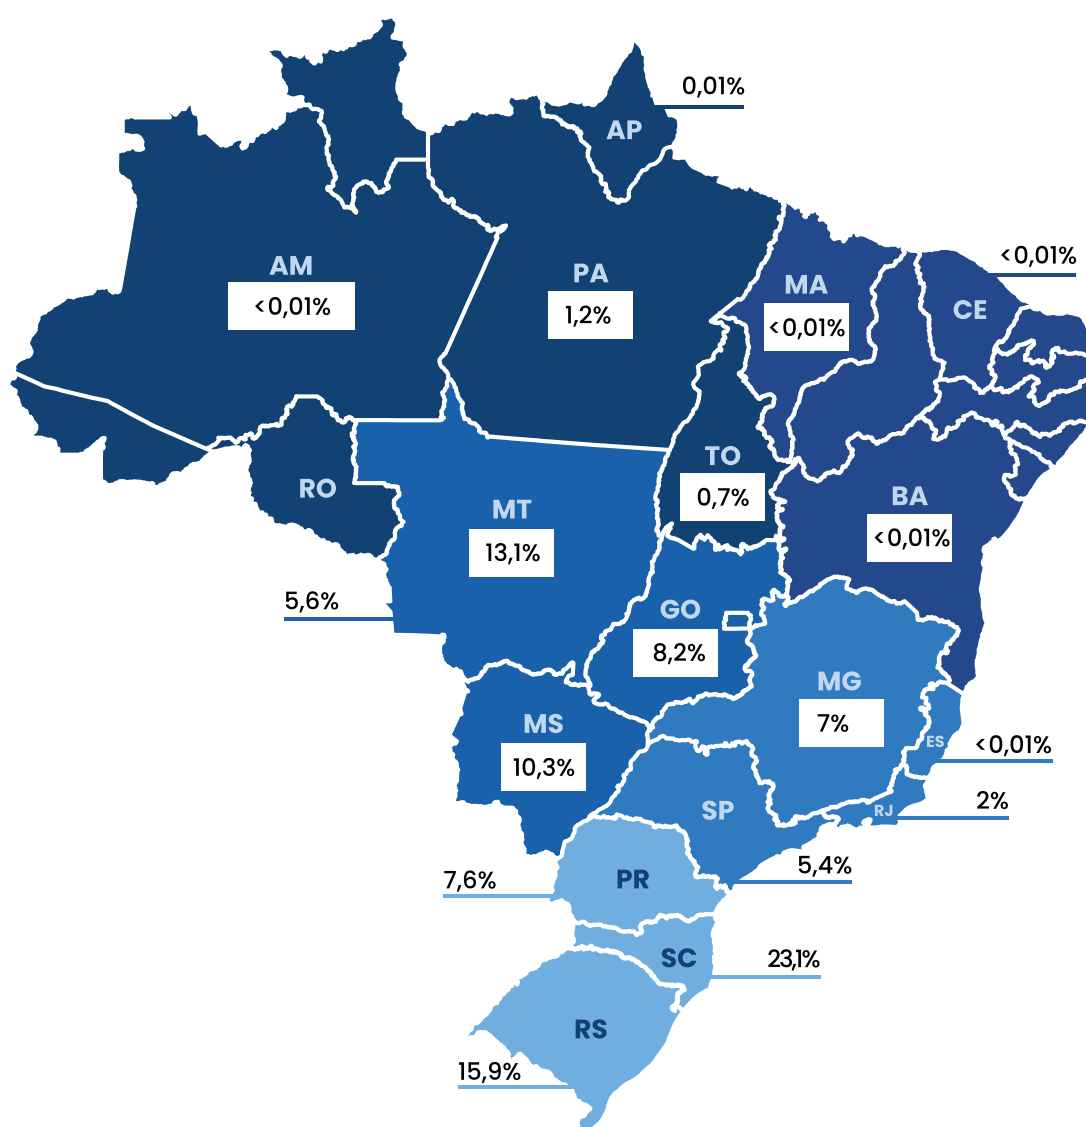 0,01%
AP
<0,01%
AM
<0,01%
PA
1,2%
MA
<0,01%
CE
TO
0,7%
RO
MT
13,1%
BA
<0,01%
5,6%
GO
8,2%
MG
7%
MS
10,3%
ES
<0,01%
SP
RJ
2%
5,4%
PR
7,6%
SC
23,1%
RS
15,9%